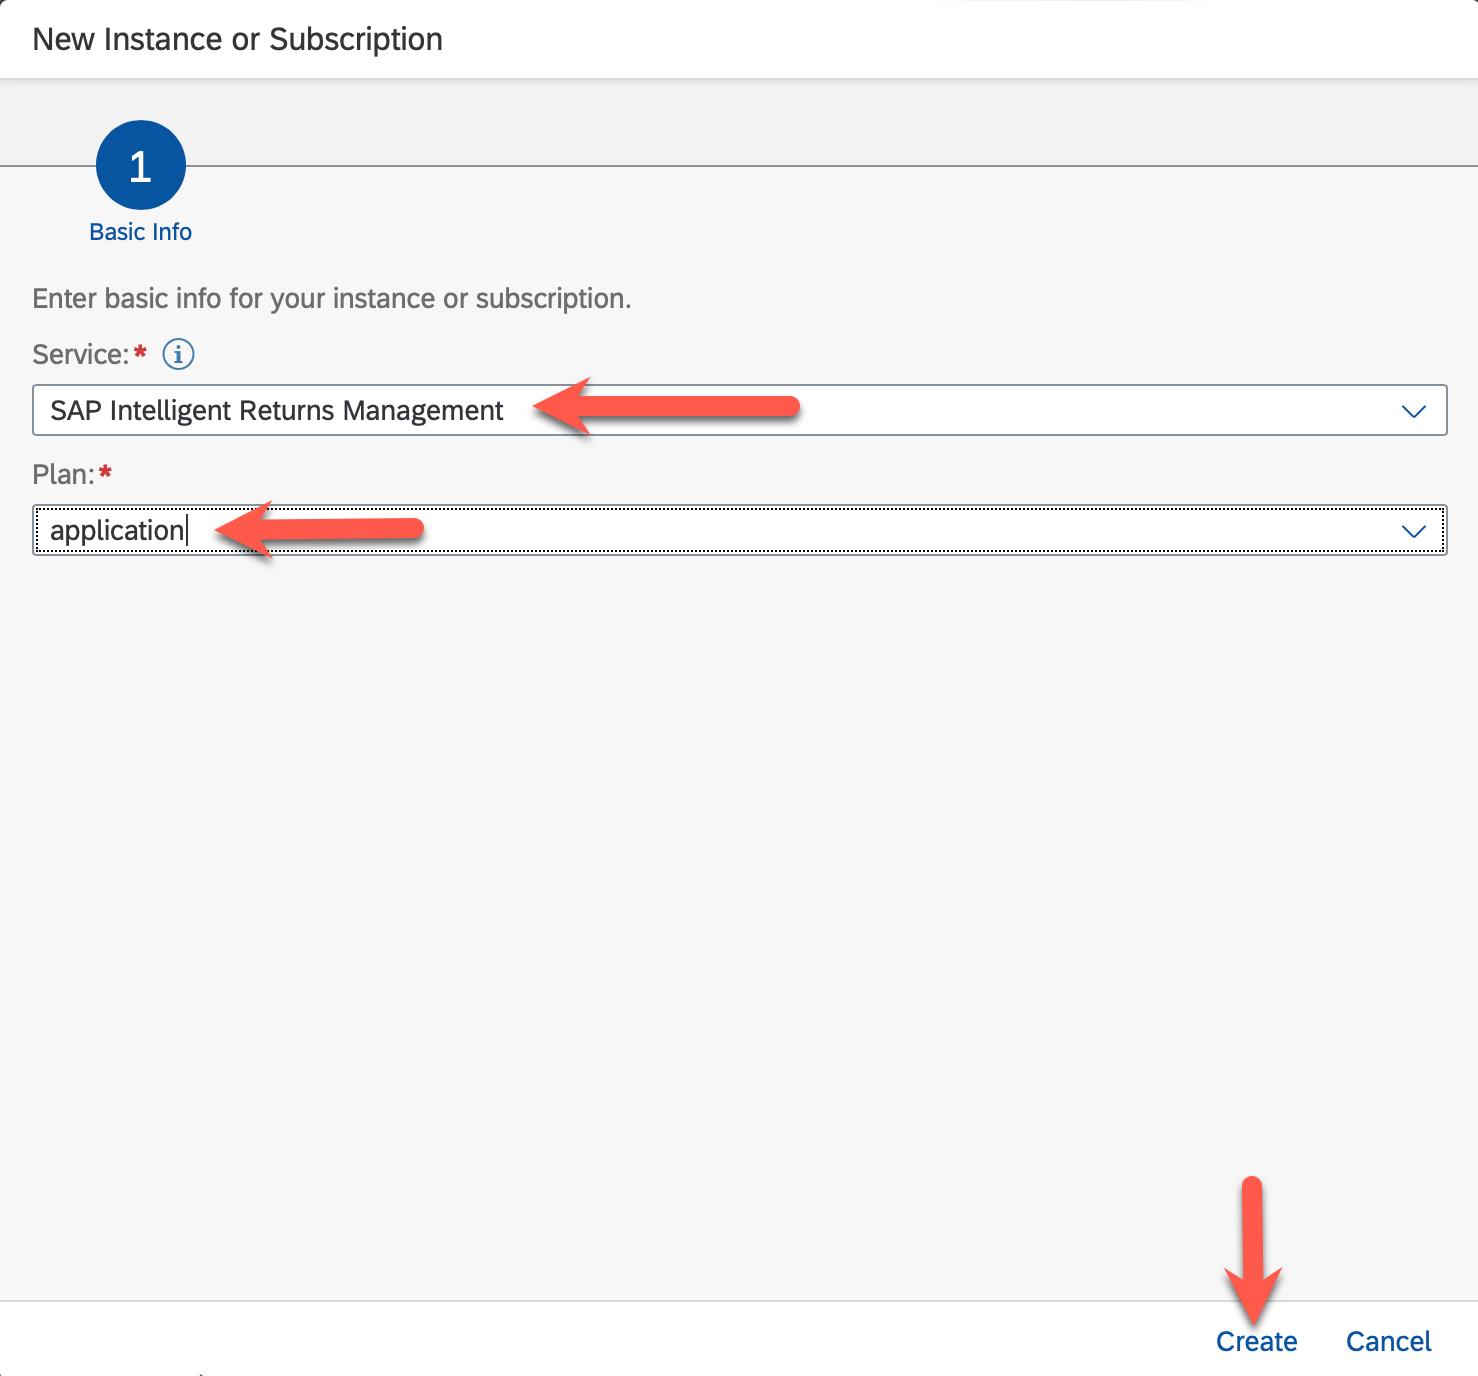 New Instance or Subscription
1
Basic Info
Enter basic info for your instance or subscription.
Service:*
SAP Intelligent Returns Management
Plan:*
application
Create Cancel